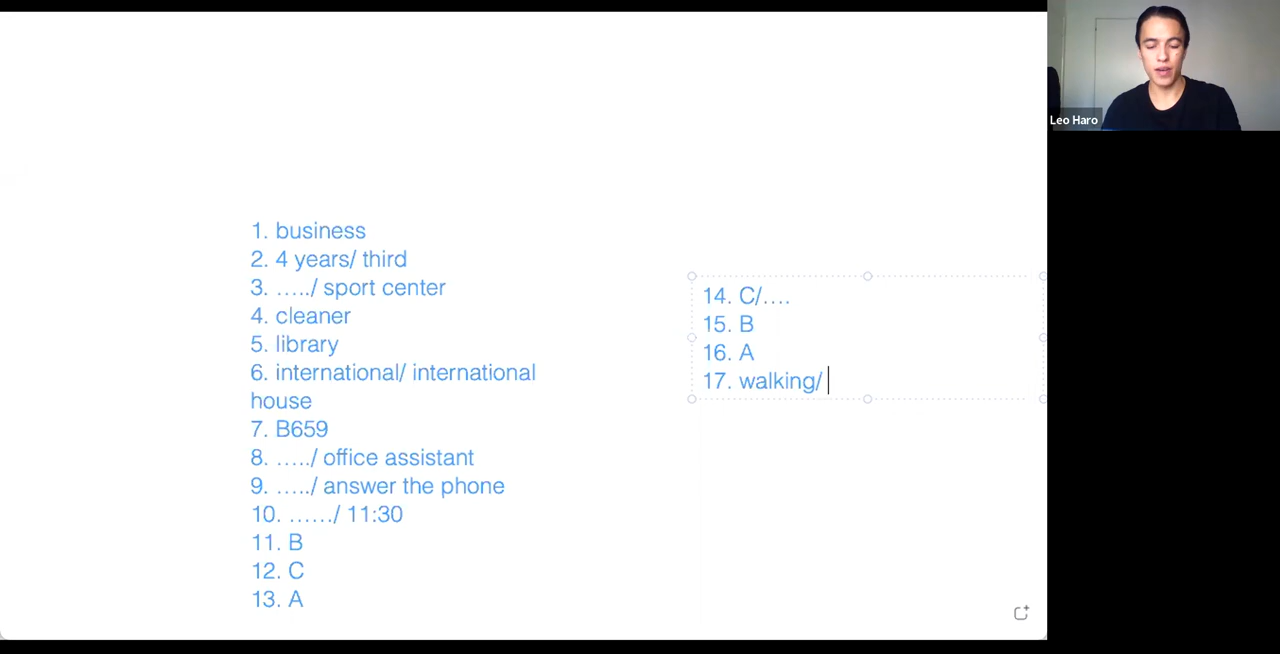 1. business
2. 4 years/ third
3. …../ sport center
4. cleaner
5. library
6. international/ international
house
7. B659
8. …../ office assistant
9. …../ answer the phone
10. ……/ 11:30
11. B
12. C
13. A
14. C/….
15. B
16. A
17. walking/
Leo Haro